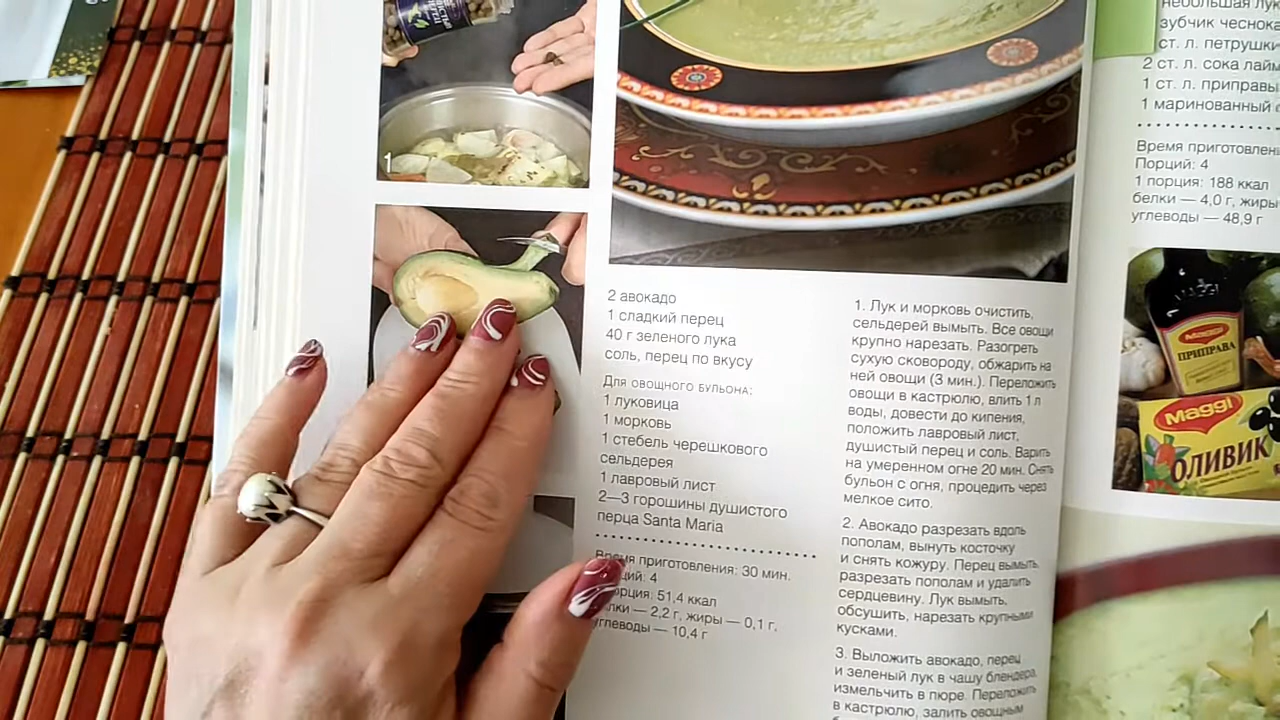 1
2 авокадо
1 сладкий перец
40 г зеленого лука
соль, перец по вкусу
Для овощного бульона:
1 луковица
1 морковь
1 стебель черешкового
сельдерея
1 лавровый лист
2—3 горошины душистого
перца Santa Maria
Время приготовления: 30 мин.
4
51,4 ккал
2,2 г, жиры — 0,1 г,
углеводы — 10,4 г
1. Лук и морковь очистить,
сельдерей вымыть. Все овощи
крупно нарезать. Разогреть
сухую сковороду, обжарить на
ней овощи (3 мин.). Переложить
овощи в кастрюлю, влить 1 л
воды, довести до кипения,
положить лавровый лист,
душистый перец и соль. Варить
на умеренном огне 20 мин. Снять
бульон с огня, процедить через
мелкое сито.
2. Авокадо разрезать вдоль
пополам, вынуть косточку
и снять кожуру. Перец вымыть,
разрезать пополам и удалить
сердцевину. Лук вымыть,
обсушить, нарезать крупными
кусками.
3. Выложить авокадо, перец
и зеленый лук в чашу блендера,
измельчить в пюре. Переложить
в кастрюлю, залить овощным
небольшая
зубчик чеснока
ст. л. петрушки
2 ст. л. сока лайм
1 ст. л. приправы
1 маринованный
Время приготовлен
Порций: 4
1 порция: 188 ккал
белки — 4,0 г, жиры
углеводы — 48,9 г
Maggi
ПРИПРАВА
Maggi
ОЛИВИК